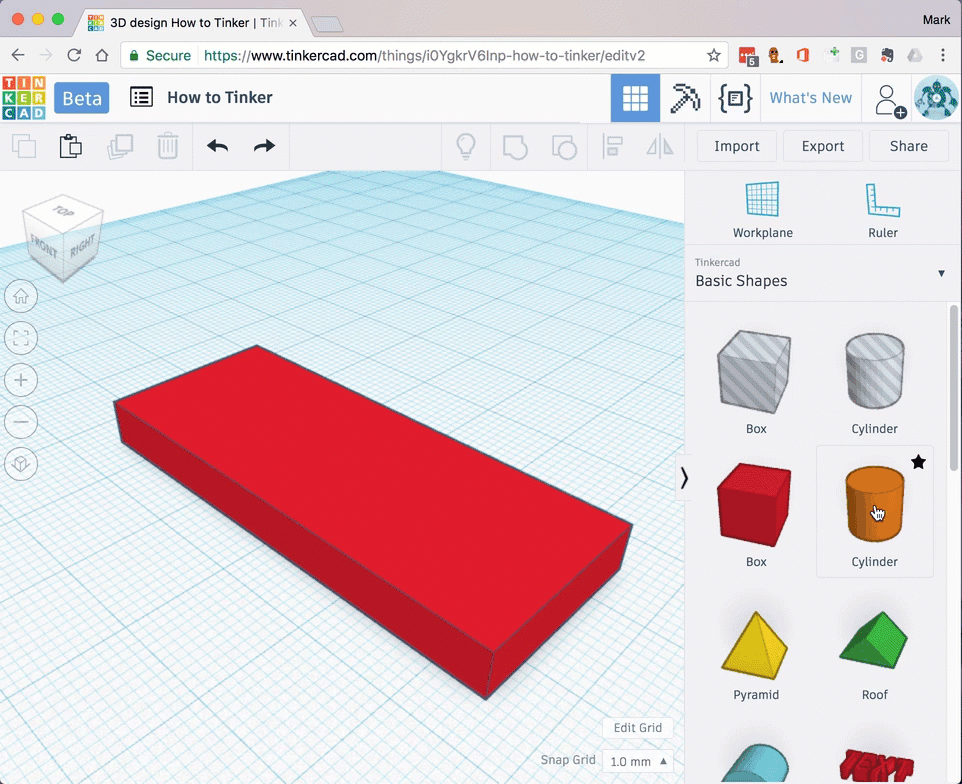 3D design How to Tinker | Tink
Mark
Secure
https://www.tinkercad.com/things/i0YgkrV6Inp-how-to-tinker/editv2
5
G
TIN
KER
CAD
Beta
How to Tinker
What's New
Import
Export
Share
TOP
FRONT
RIGHT
Workplane
Ruler
Tinkercad
Basic Shapes
Box
Cylinder
Box
Cylinder
Pyramid
Roof
TEXT
Edit Grid
Snap Grid
1.0 mm